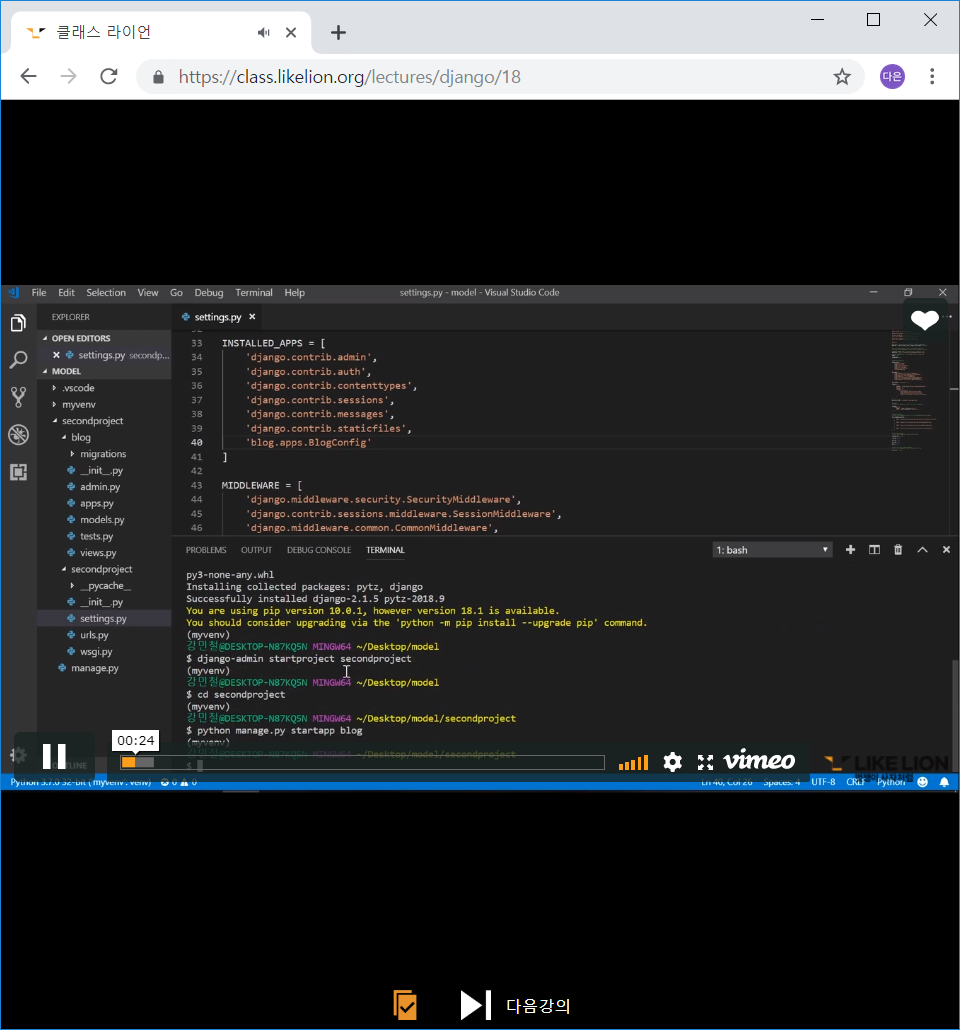 클래스 라이언
https://class.likelion.org/lectures/django/18
다은
File Edit Selection View Go Debug Terminal Help
settings.py - model - Visual Studio Code
EXPLORER
OPEN EDITORS
settings.py secondp...
MODEL
.vscode
myvenv
secondproject
blog
migrations
__init__.py
admin.py
apps.py
models.py
tests.py
views.py
secondproject
__pycache__
__init__.py
settings.py
urls.py
wsgi.py
manage.py
settings.py
33 INSTALLED_APPS = [
34 'django.contrib.admin',
35 'django.contrib.auth',
36 'django.contrib.contenttypes',
37 'django.contrib.sessions',
38 'django.contrib.messages',
39 'django.contrib.staticfiles',
40 'blog.apps.BlogConfig'
41 ]
42
43 MIDDLEWARE = [
44 'django.middleware.security.SecurityMiddleware',
45 'django.contrib.sessions.middleware.SessionMiddleware',
46 'django.middleware.common.CommonMiddleware',
PROBLEMS OUTPUT DEBUG CONSOLE TERMINAL
1: bash
py3-none-any.whl
Installing collected packages: pytz, django
Successfully installed django-2.1.5 pytz-2018.9
You are using pip version 10.0.1, however version 18.1 is available.
You should consider upgrading via the 'python -m pip install --upgrade pip' command.
(myvenv)
강민철@DESKTOP-N87KQ5N MINGW64 ~/Desktop/model
$ django-admin startproject secondproject
(myvenv)
강민철@DESKTOP-N87KQ5N MINGW64 ~/Desktop/model
$ cd secondproject
(myvenv)
강민철@DESKTOP-N87KQ5N MINGW64 ~/Desktop/model/secondproject
$ python manage.py startapp blog
(myvenv)
강민철@DESKTOP-N87KQ5N MINGW64 ~/Desktop/model/secondproject
$
00:24
vimeo
LIKE LION
Python 3.7.0 32-bit ('myvenv': venv) 0 0
Ln 40, Col 26 Spaces: 4 UTF-8 CRLF Python
다음강의